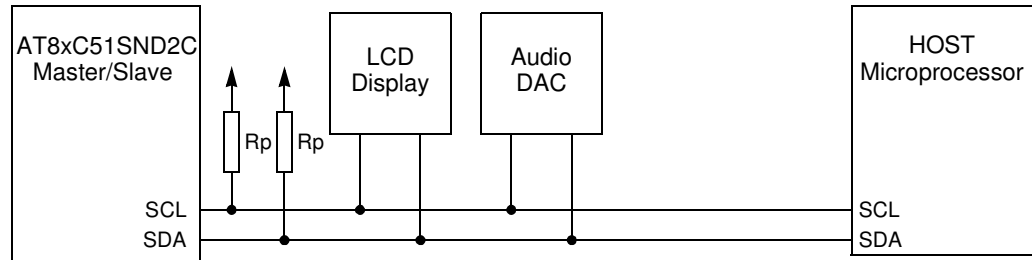 AT8xC51SND2C
Master/Slave
LCD
Display
Audio
DAC
HOST
Microprocessor
Rp
Rp
SCL
SDA
SCL
SDA